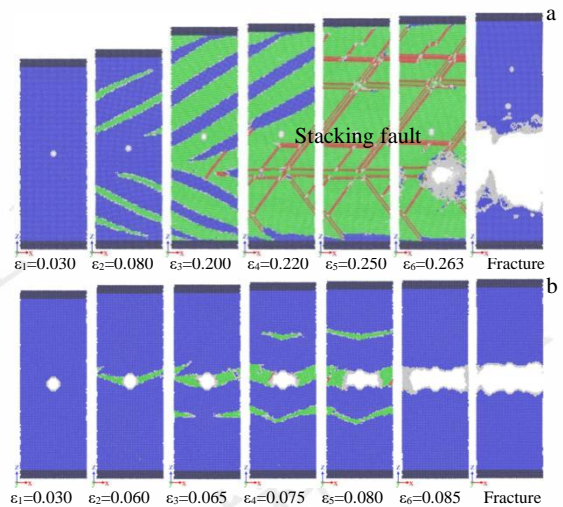 a
Stacking fault
ε₁=0.030 ε₂=0.080 ε₃=0.200 ε₄=0.220 ε₅=0.250 ε₆=0.263 Fracture
b
ε₁=0.030 ε₂=0.060 ε₃=0.065 ε₄=0.075 ε₅=0.080 ε₆=0.085 Fracture